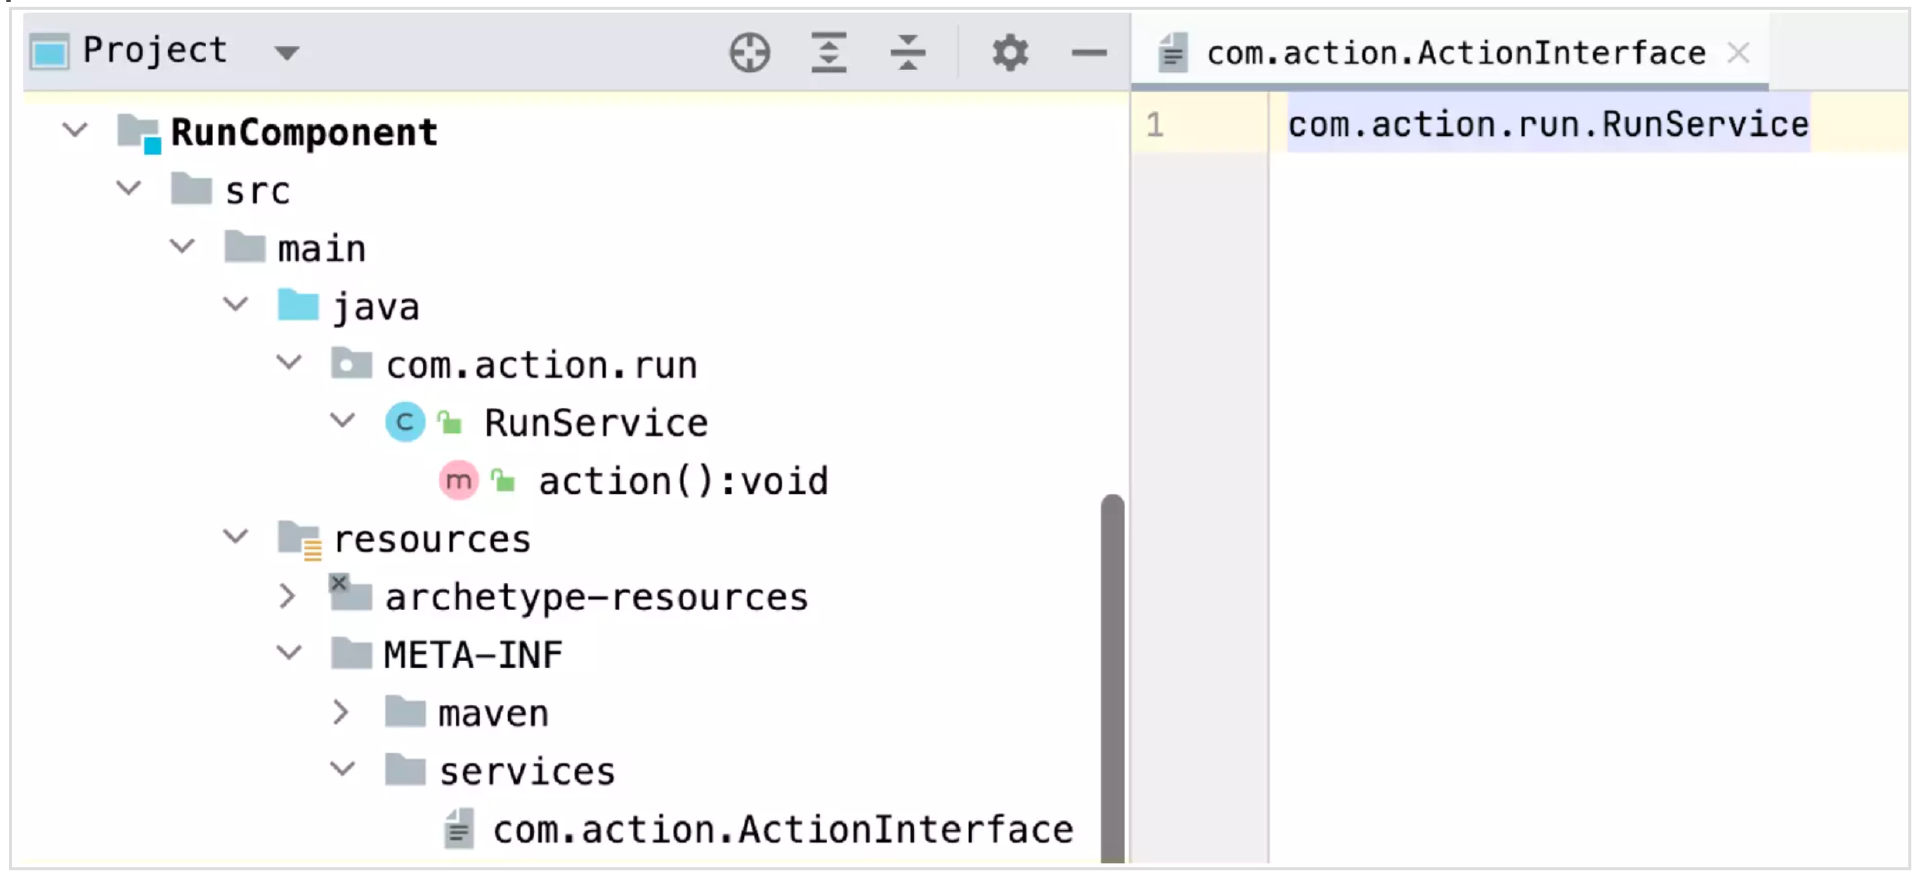 Project
com.action.ActionInterface
1 com.action.run.RunService
RunComponent
src
main
java
com.action.run
C RunService
m action():void
resources
archetype-resources
META-INF
maven
services
com.action.ActionInterface